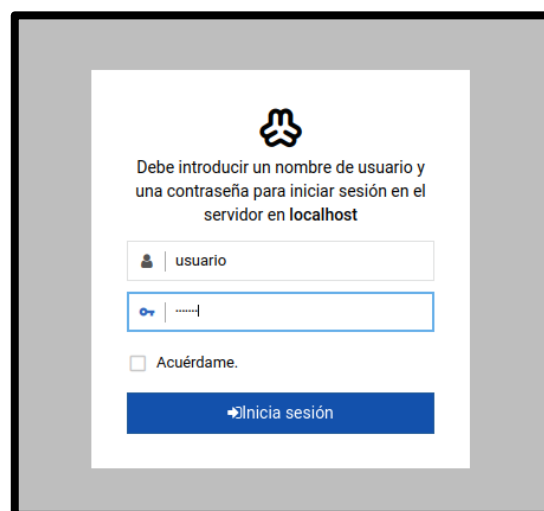 Debe introducir un nombre de usuario y
una contraseña para iniciar sesión en el
servidor en localhost
usuario
Acuérdame.
Inicia sesión